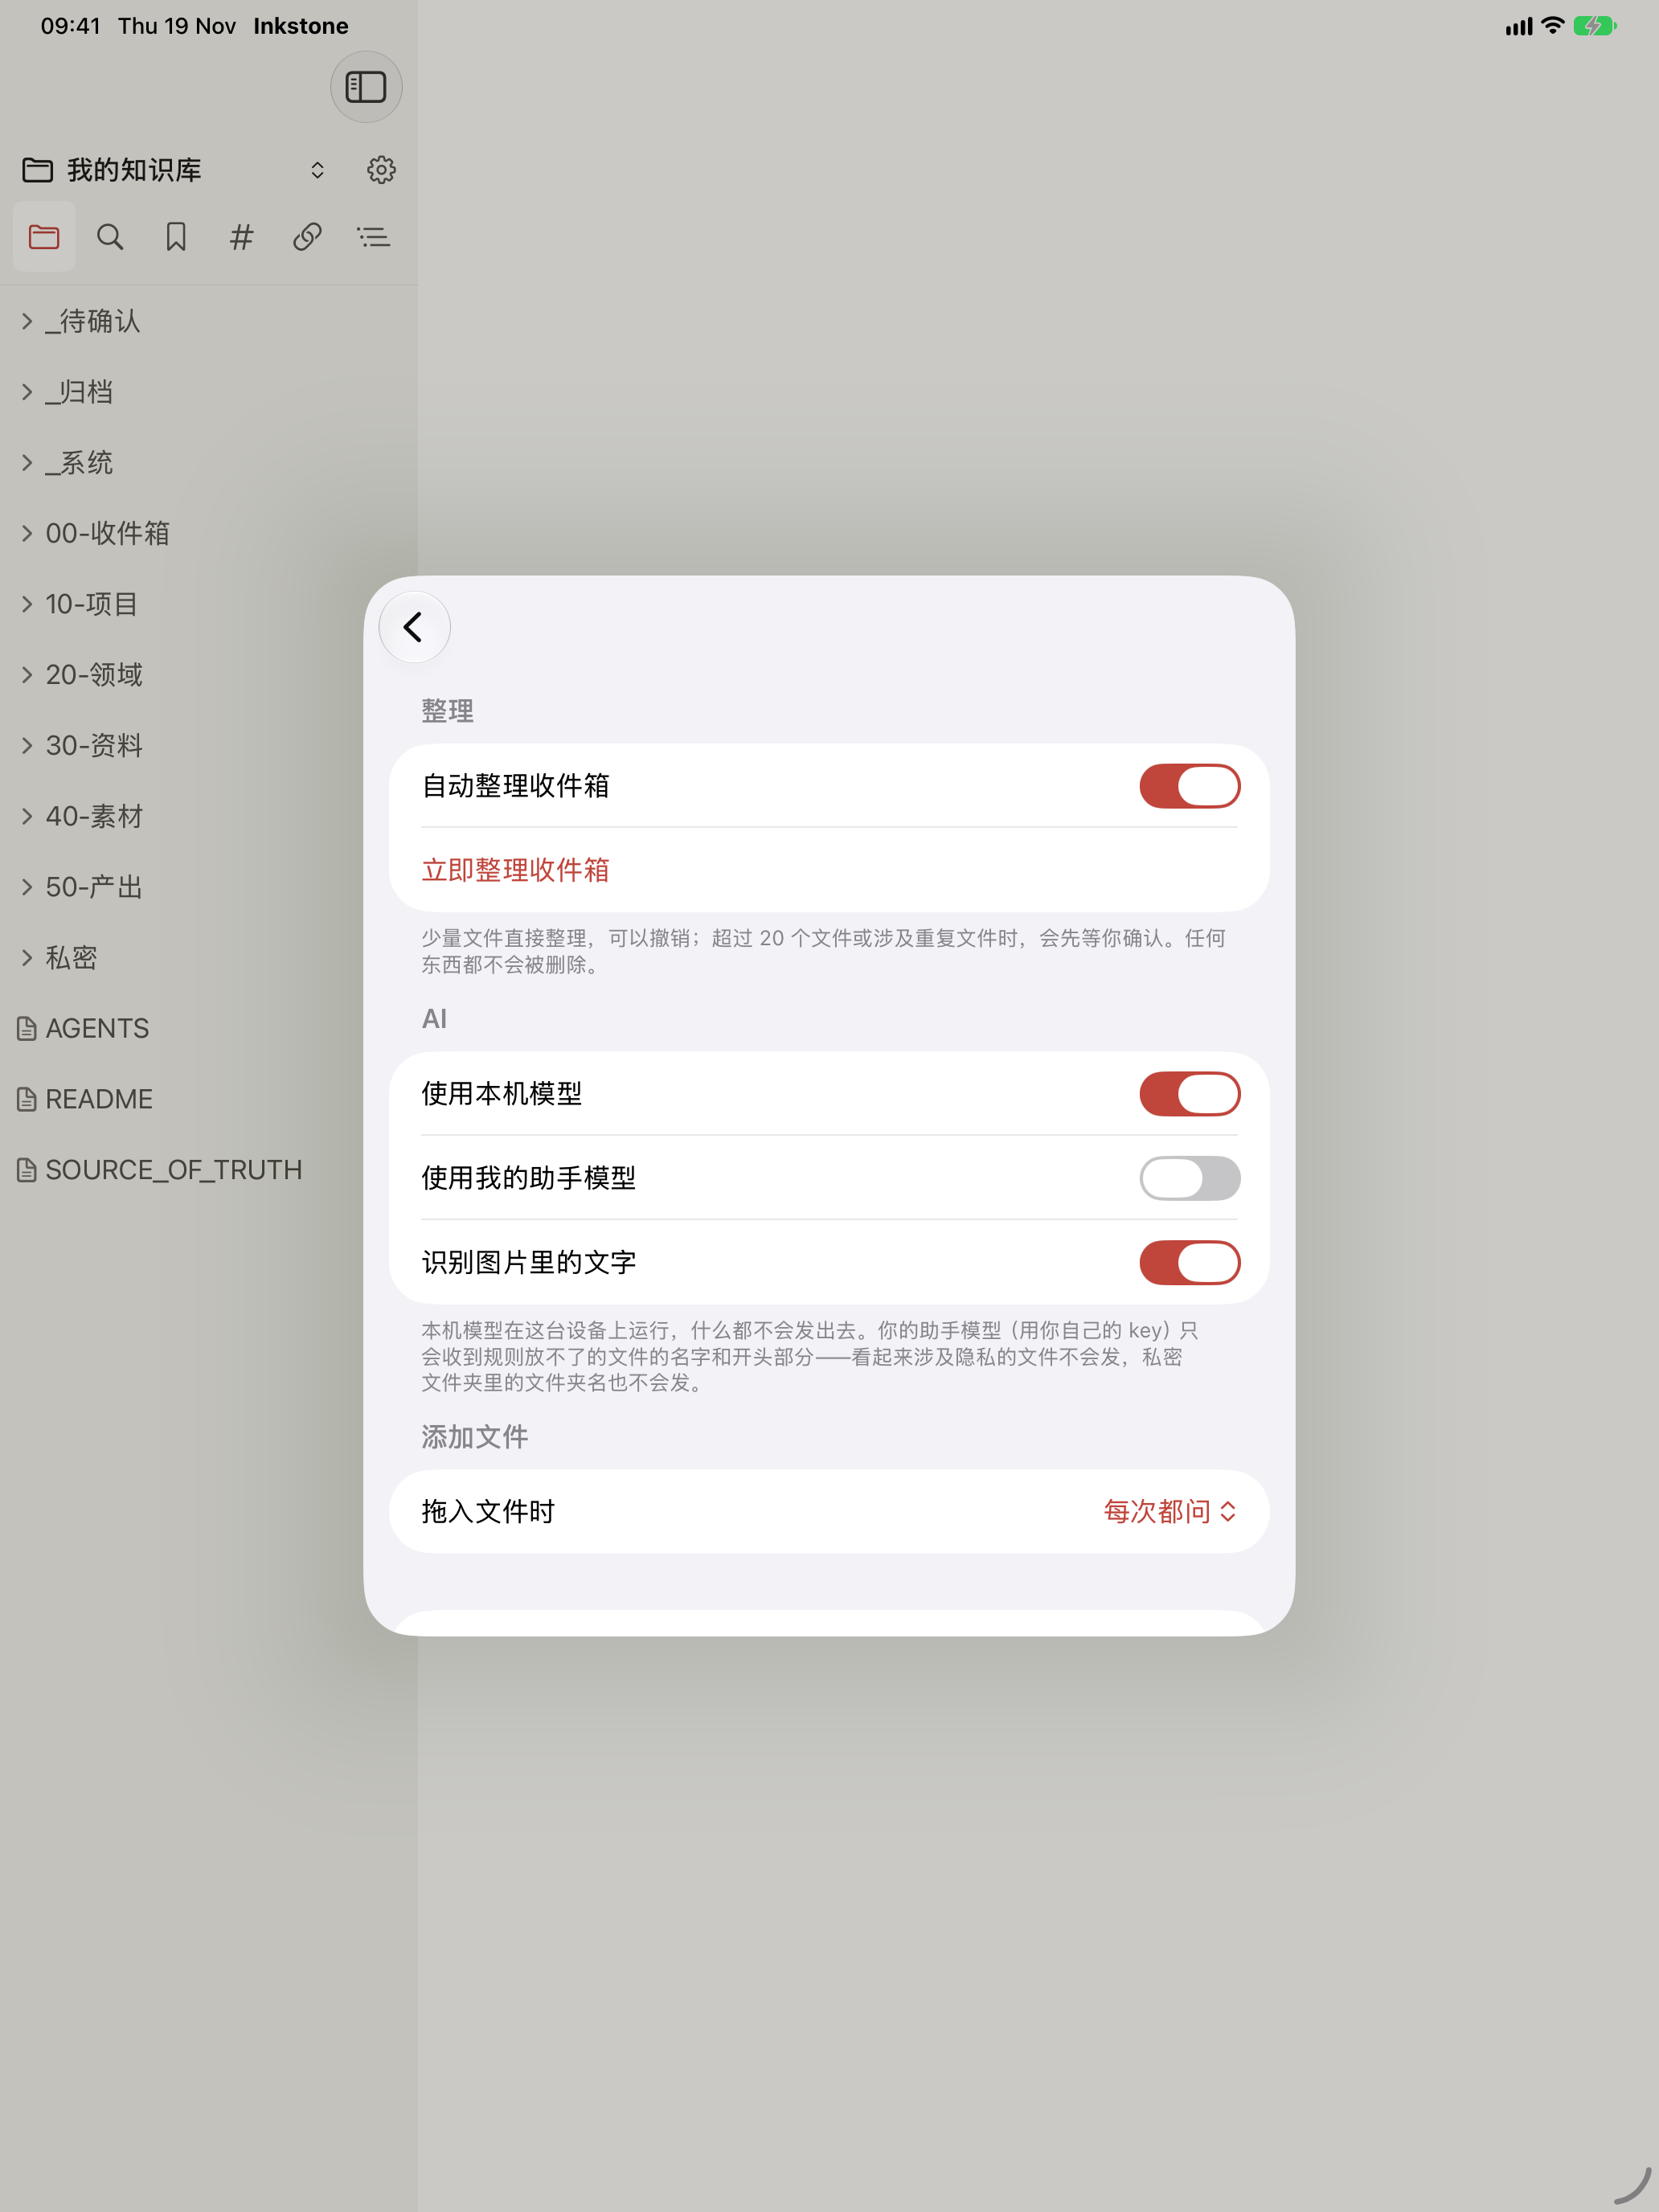 09:41 Thu 19 Nov Inkstone
我的知识库
_待确认
_归档
_系统
00-收件箱
10-项目
20-领域
30-资料
40-素材
50-产出
私密
AGENTS
README
SOURCE_OF_TRUTH
整理
自动整理收件箱
立即整理收件箱
少量文件直接整理，可以撤销；超过 20 个文件或涉及重复文件时，会先等你确认。任何
东西都不会被删除。
AI
使用本机模型
使用我的助手模型
识别图片里的文字
本机模型在这台设备上运行，什么都不会发出去。你的助手模型（用你自己的 key）只
会收到规则放不了的文件的名字和开头部分——看起来涉及隐私的文件不会发，私密
文件夹里的文件夹名也不会发。
添加文件
拖入文件时 每次都问